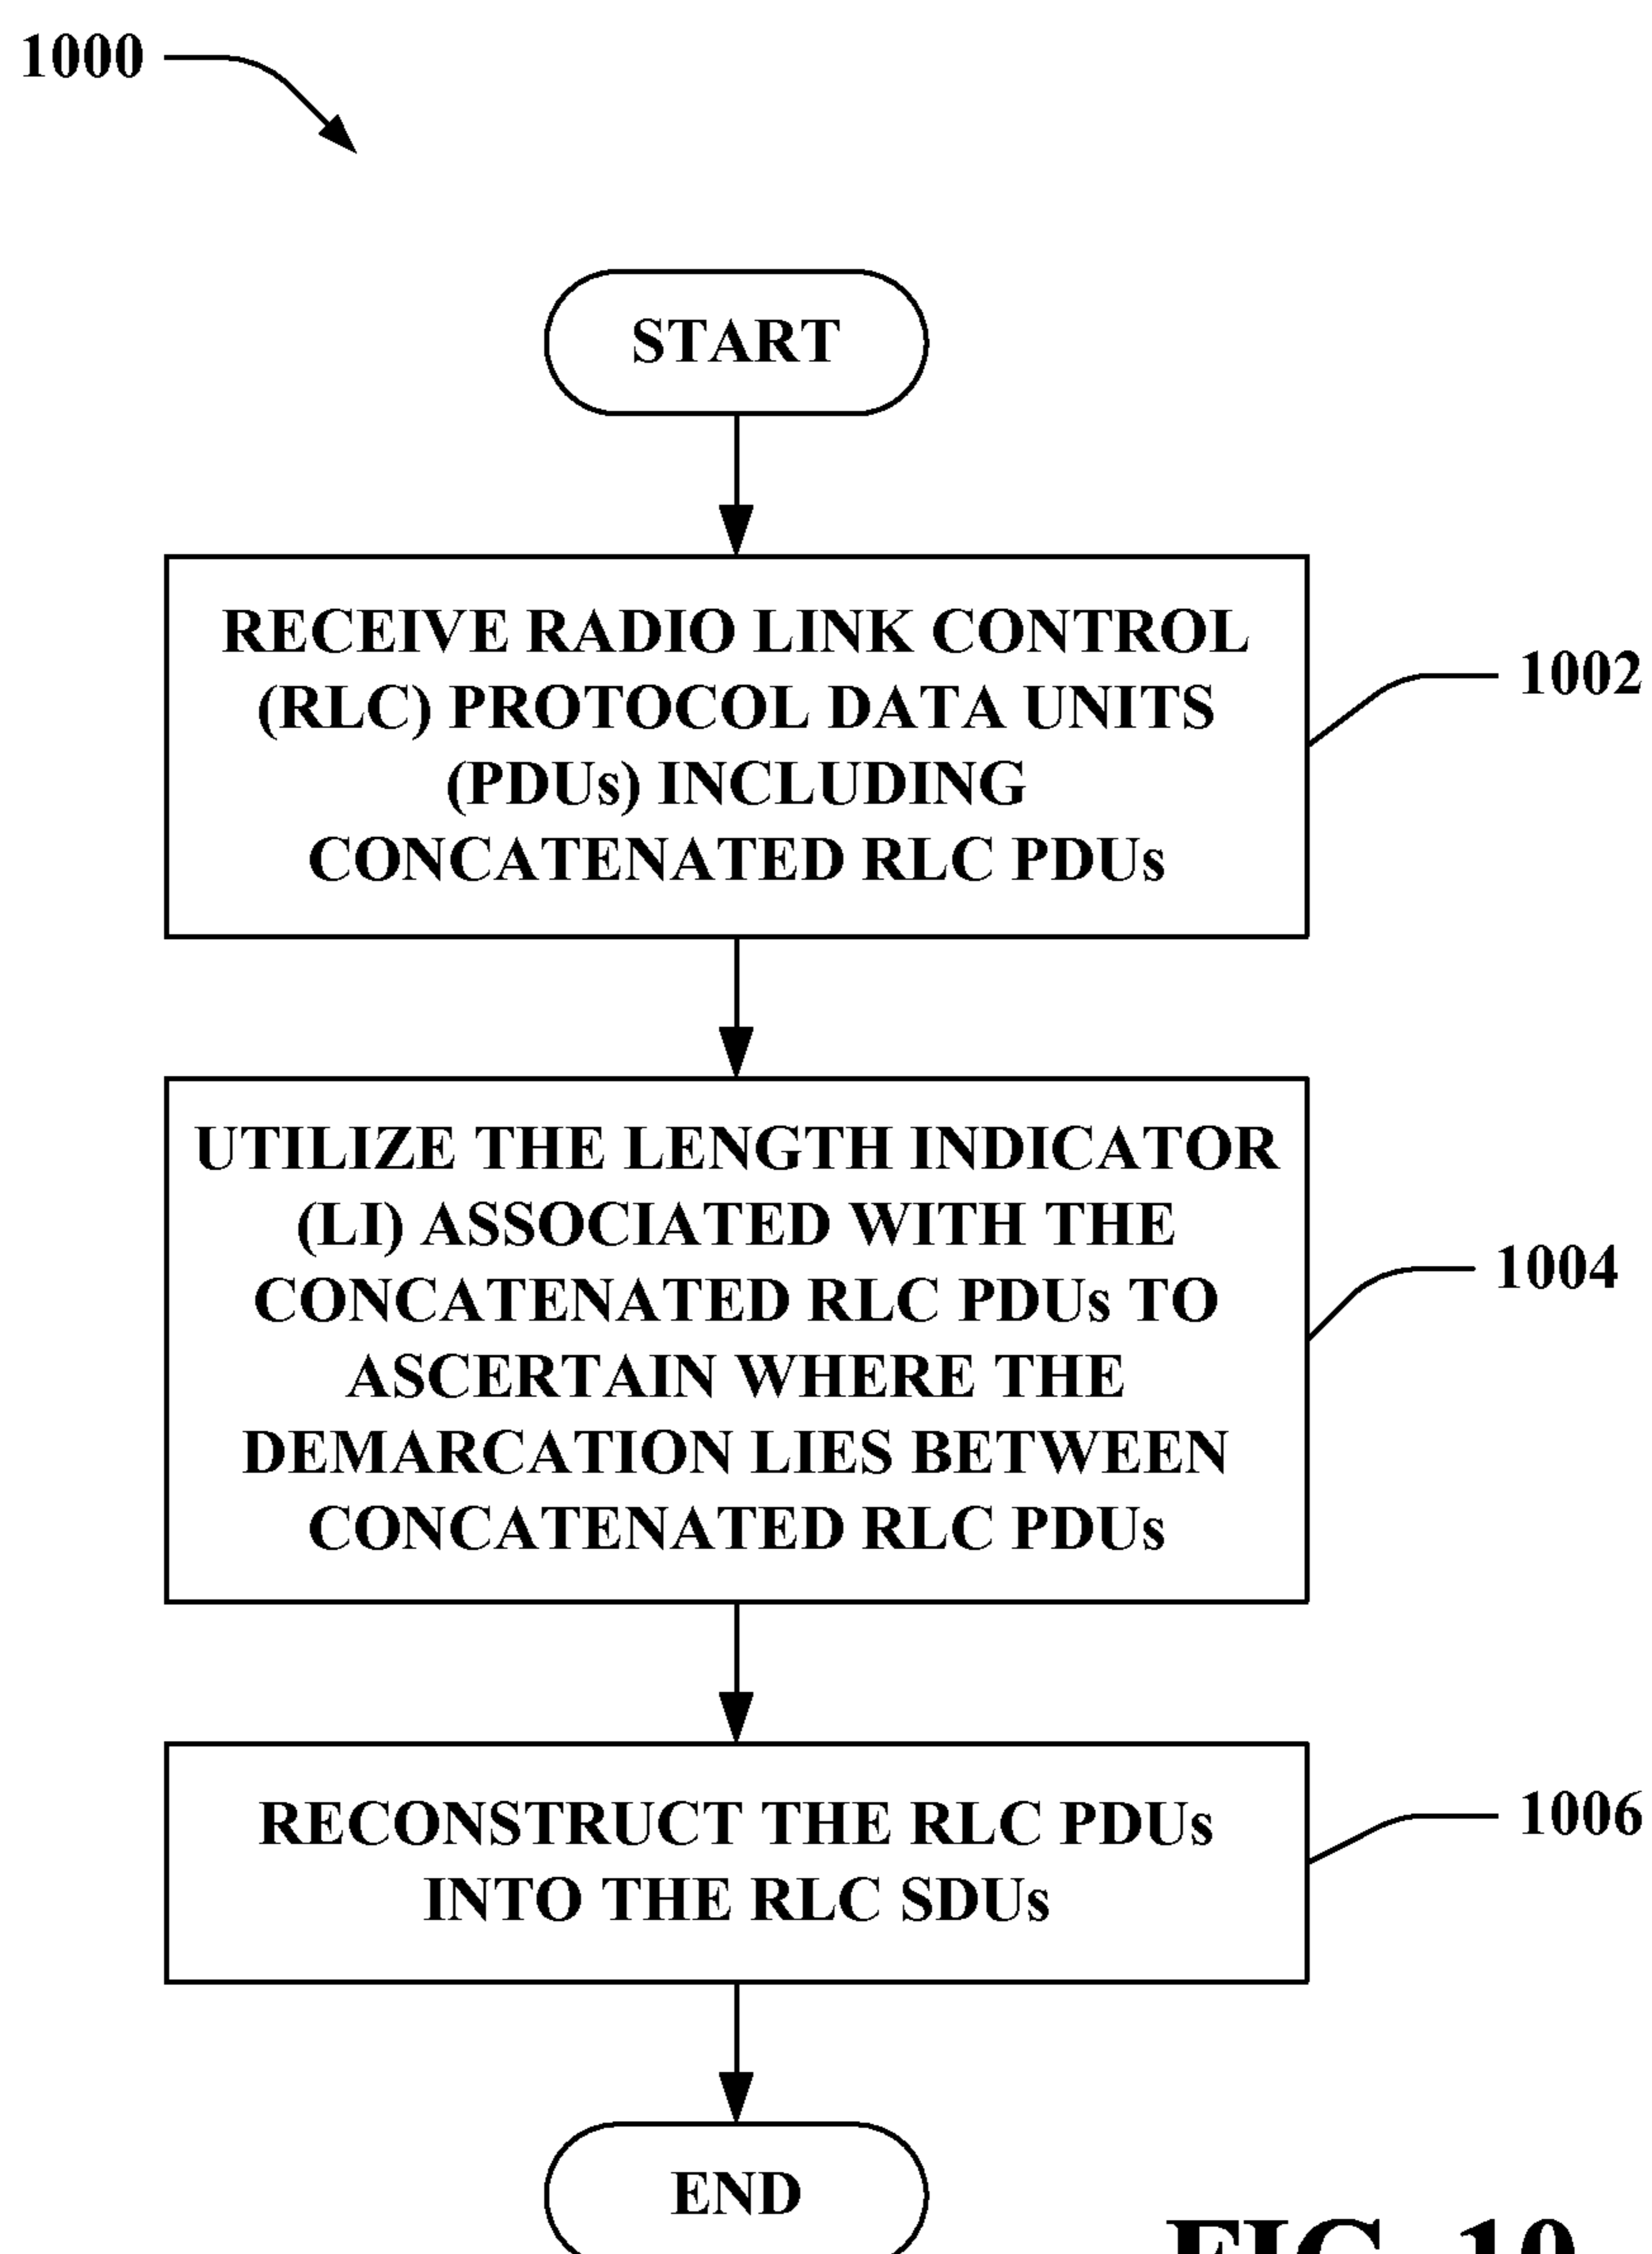 1000
START
RECEIVE RADIO LINK CONTROL
(RLC) PROTOCOL DATA UNITS
(PDUs) INCLUDING
CONCATENATED RLC PDUs
1002
UTILIZE THE LENGTH INDICATOR
(LI) ASSOCIATED WITH THE
CONCATENATED RLC PDUs TO
ASCERTAIN WHERE THE
DEMARCATION LIES BETWEEN
CONCATENATED RLC PDUs
1004
RECONSTRUCT THE RLC PDUs
INTO THE RLC SDUs
1006
END
FIG. 10